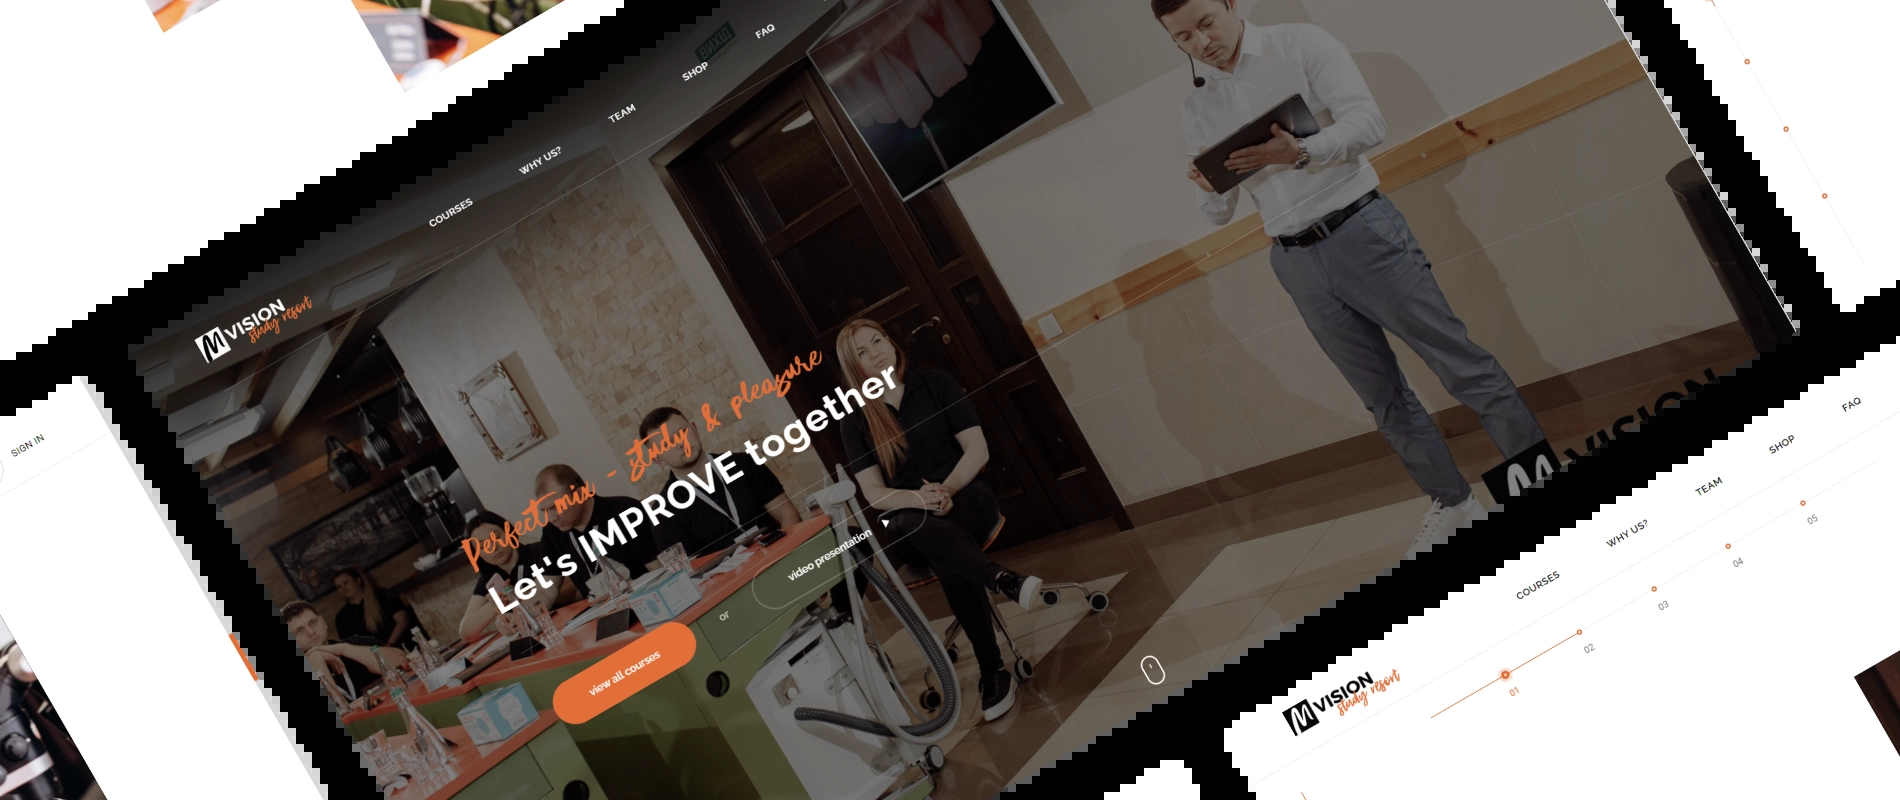 ВИХІД
COURSES
WHY US?
TEAM
SHOP
FAQ
M VISION
study resort
Perfect mix - study & pleasure
Let's IMPROVE together
view all courses
or
video presentation
M VISION
SIGN IN
M VISION
study resort
COURSES
WHY US?
TEAM
SHOP
FAQ
01
02
03
04
05